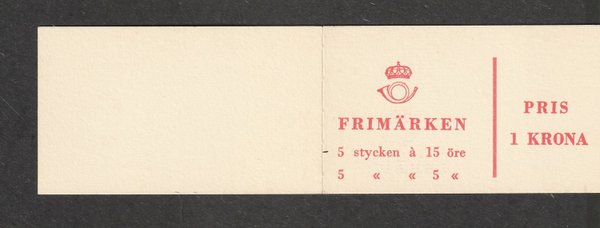 FRIMÄRKEN
5 stycken à 15 öre
5 « « 5 «
PRIS
1 KRONA